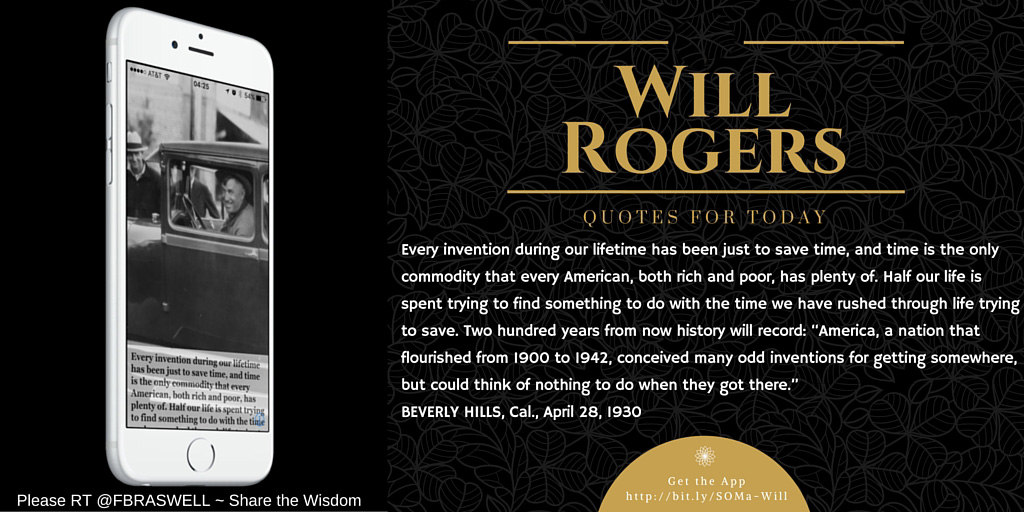 AT&T
04:25
54%
Every invention during our lifetime
has been just to save time, and time
is the only commodity that every
American, both rich and poor, has
plenty of. Half our life is spent trying
to find something to do with the time
Please RT @FBRASWELL ~ Share the Wisdom
WILL
ROGERS
QUOTES FOR TODAY
Every invention during our lifetime has been just to save time, and time is the only
commodity that every American, both rich and poor, has plenty of. Half our life is
spent trying to find something to do with the time we have rushed through life trying
to save. Two hundred years from now history will record: “America, a nation that
flourished from 1900 to 1942, conceived many odd inventions for getting somewhere,
but could think of nothing to do when they got there.”
BEVERLY HILLS, Cal., April 28, 1930
Get the App
http://bit.ly/SOMa-Will